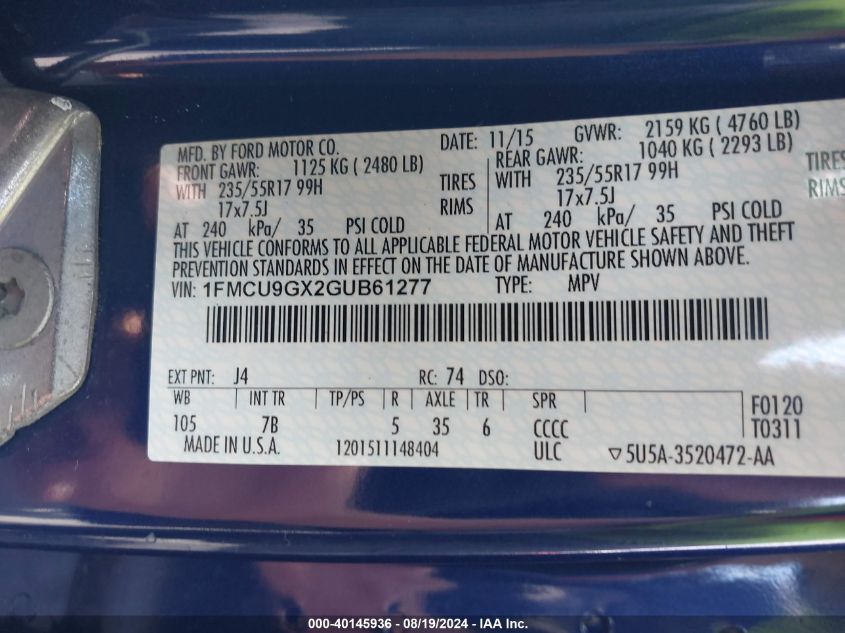 MFD. BY FORD MOTOR CO. DATE: 11/15 GVWR: 2159 KG ( 4760 LB)
FRONT GAWR: 1125 KG ( 2480 LB) REAR GAWR: 1040 KG ( 2293 LB)
WITH 235/55R17 99H TIRES WITH 235/55R17 99H TIRES
17x7.5J RIMS 17x7.5J RIMS
AT 240 kPa/ 35 PSI COLD AT 240 kPa/ 35 PSI COLD
THIS VEHICLE CONFORMS TO ALL APPLICABLE FEDERAL MOTOR VEHICLE SAFETY AND THEFT
PREVENTION STANDARDS IN EFFECT ON THE DATE OF MANUFACTURE SHOWN ABOVE.
VIN: 1FMCU9GX2GUB61277 TYPE: MPV
EXT PNT: J4 RC: 74 DSO:
WB INT TR TP/PS R AXLE TR SPR F0120
105 7B 5 35 6 CCCC T0311
MADE IN U.S.A. 1201511148404 ULC ▽5U5A-3520472-AA
000-40145936 - 08/19/2024 - IAA Inc.